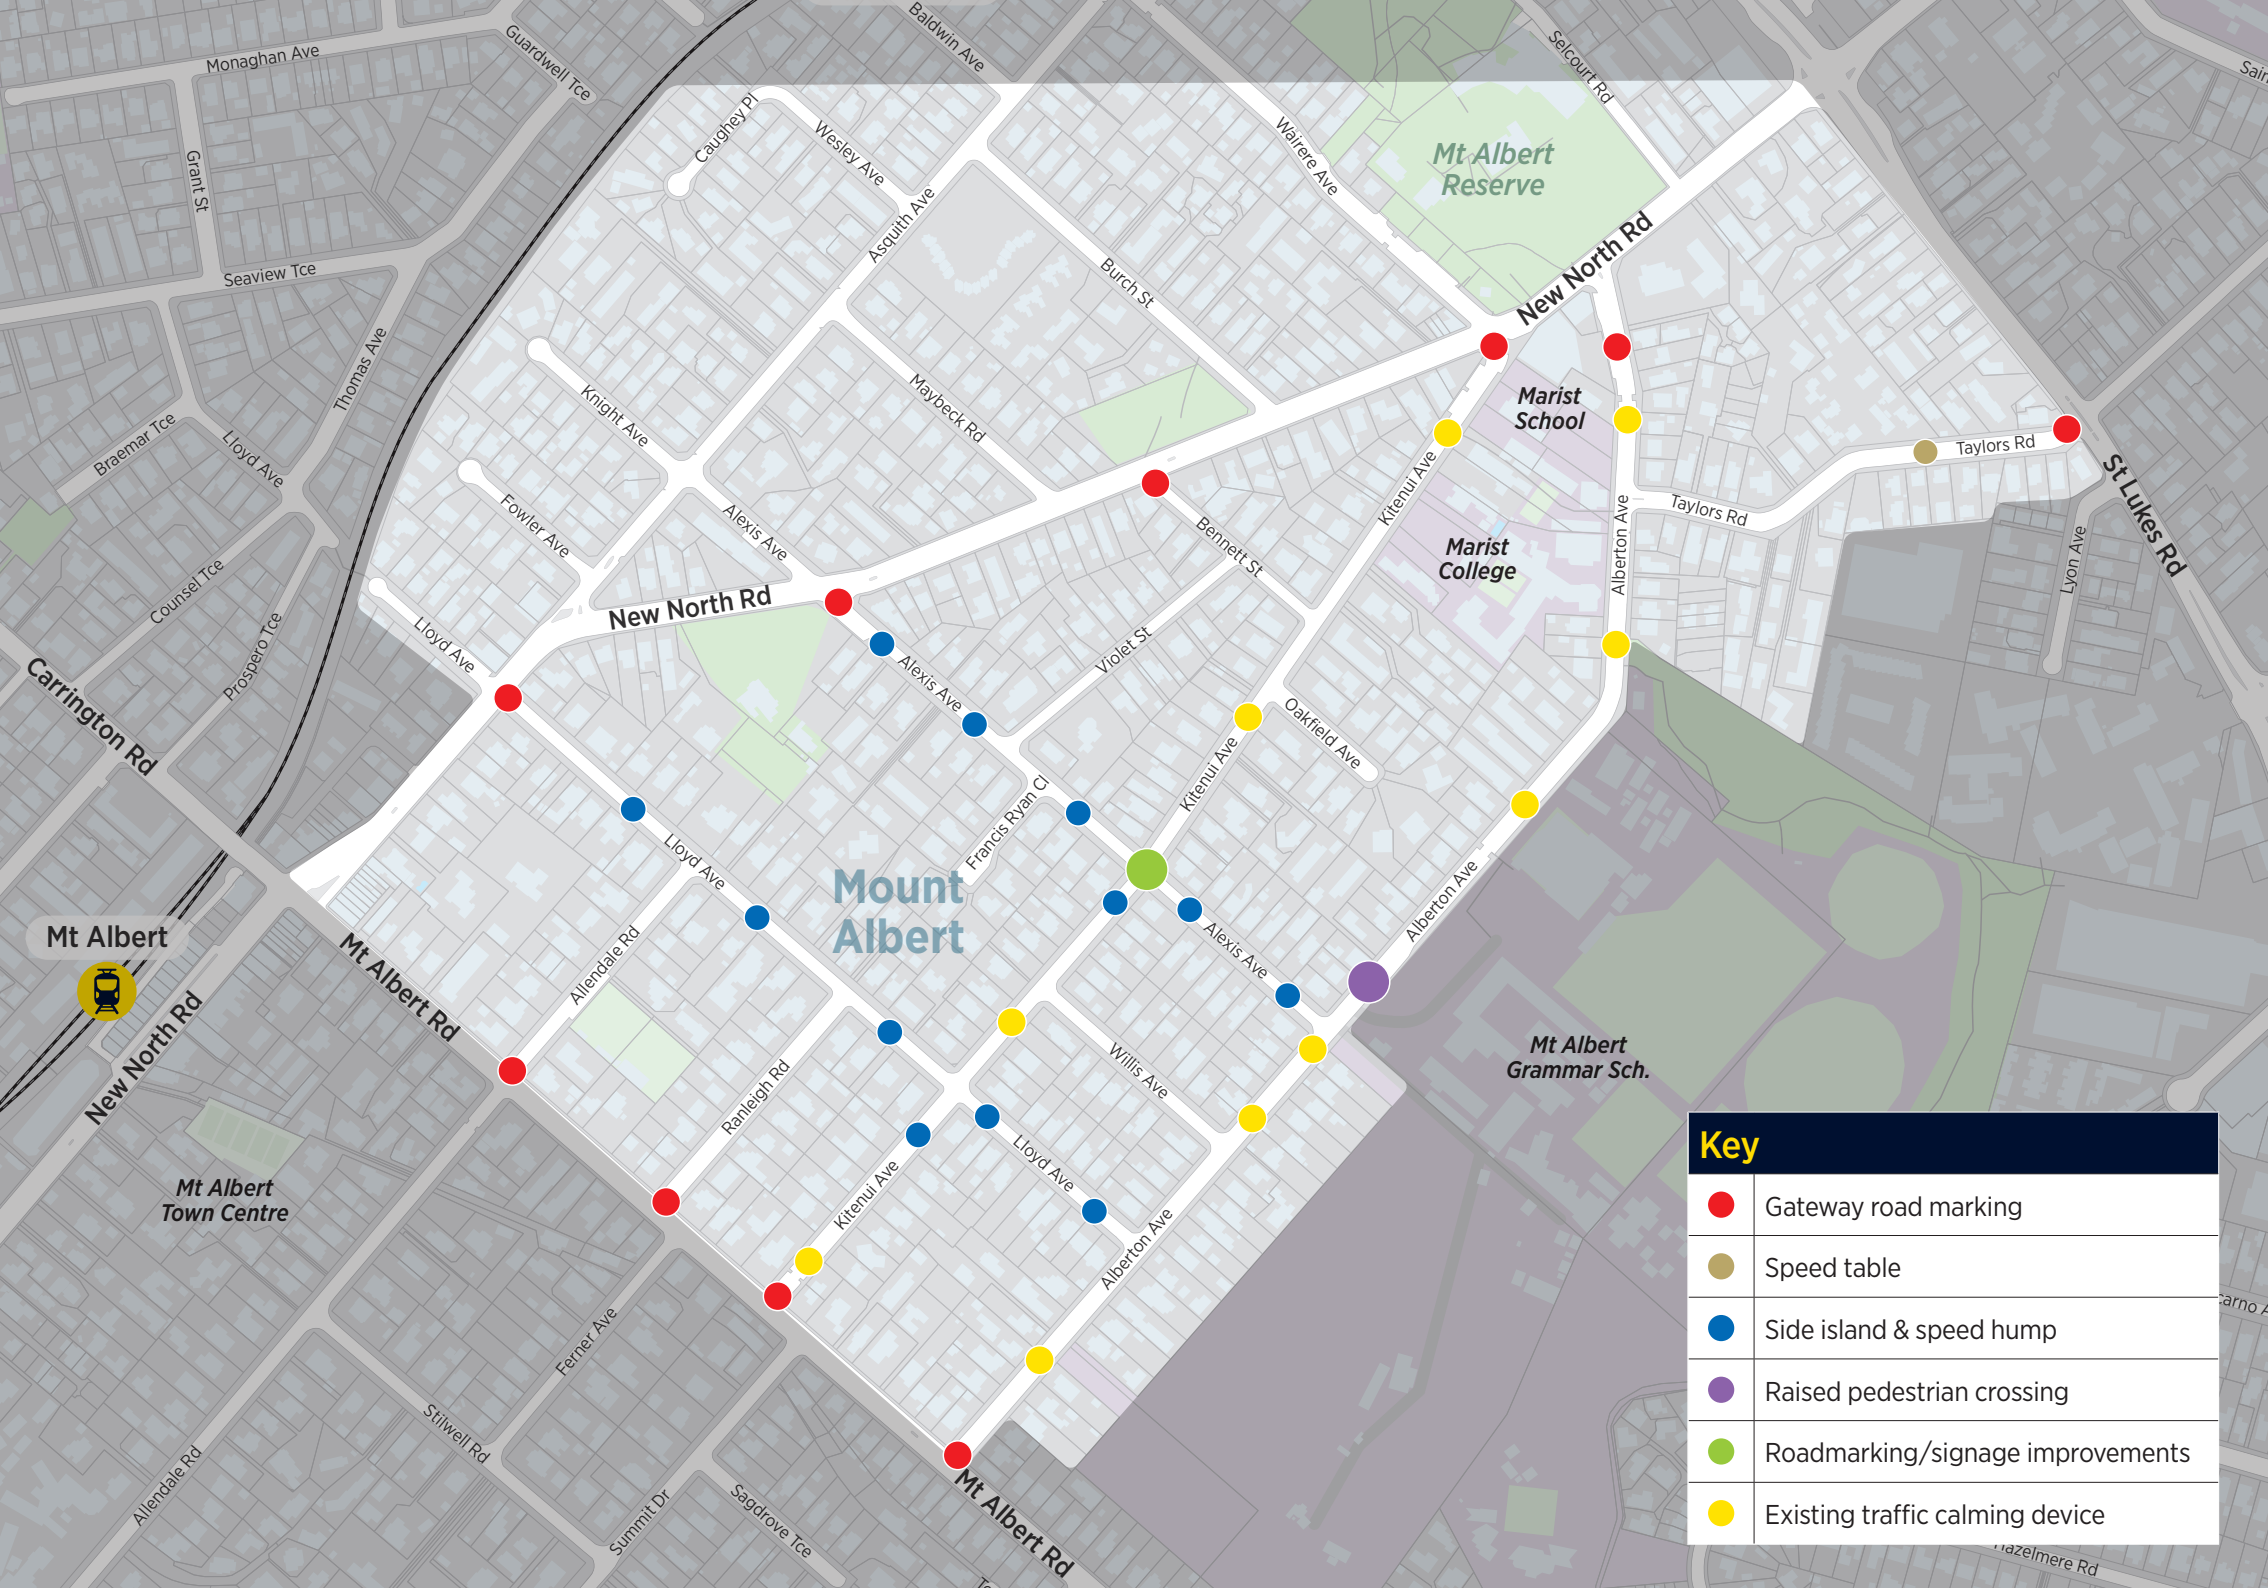 Monaghan Ave
Guardwell Tce
Baldwin Ave
Selcourt Rd
Grant St
Caughey Pl
Wesley Ave
Wairere Ave
Mt Albert
Reserve
Asquith Ave
Seaview Tce
Burch St
New North Rd
Thomas Ave
Braemar Tce
Lloyd Ave
Knight Ave
Maybeck Rd
Marist
School
Kitenui Ave
Taylors Rd
St Lukes Rd
Fowler Ave
Alexis Ave
Bennett St
Taylors Rd
Alberton Ave
Marist
College
Lyon Ave
Counsel Tce
Prospero Tce
New North Rd
Lloyd Ave
Violet St
Alexis Ave
Carrington Rd
Oakfield Ave
Kitenui Ave
Francis Ryan Cl
Lloyd Ave
Mount
Albert
Alberton Ave
Mt Albert
Alexis Ave
Allendale Rd
Mt Albert Rd
New North Rd
Mt Albert
Grammar Sch.
Willis Ave
Ranleigh Rd
Mt Albert
Town Centre
Kitenui Ave
Lloyd Ave
Alberton Ave
Ferner Ave
Stilwell Rd
Allendale Rd
Summit Dr
Sagdrove Tce
Mt Albert Rd
Key
Gateway road marking
Speed table
Side island & speed hump
Raised pedestrian crossing
Roadmarking/signage improvements
Existing traffic calming device
Hazelmere Rd